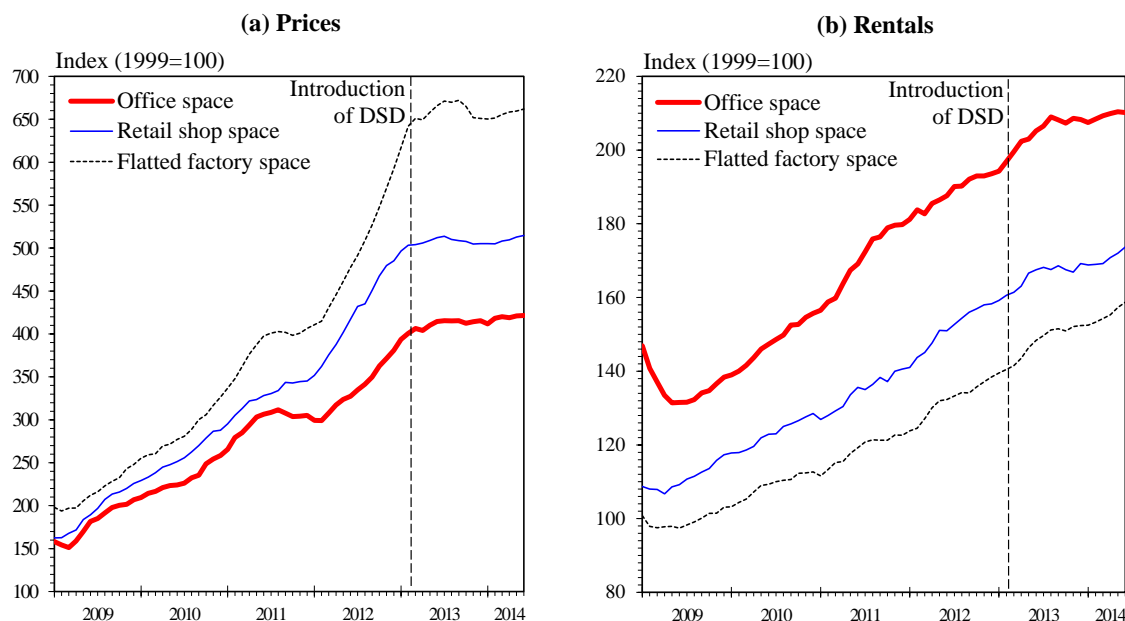 (a) Prices
Index (1999=100)
700
650
600
550
500
450
400
350
300
250
200
150
100
Office space
Retail shop space
Flatted factory space
Introduction
of DSD
2009 2010 2011 2012 2013 2014
(b) Rentals
Index (1999=100)
220
200
180
160
140
120
100
80
Office space
Retail shop space
Flatted factory space
Introduction
of DSD
2009 2010 2011 2012 2013 2014